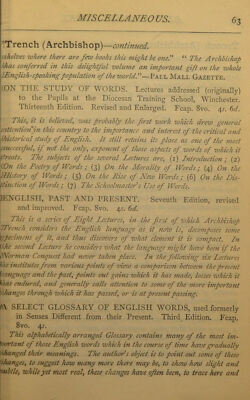 MISCELLANEOUS. 63
Trench (Archbishop)—continued.
shelves where there are few books this might be one." "The Archbishop
has conferred in this delightful volume an important gift on the whole
English-speaking population of the world."—PALL MALL GAZETTE.
ON THE STUDY OF WORDS. Lectures addressed (originally)
to the Pupils at the Diocesan Training School, Winchester.
Thirteenth Edition. Revised and Enlarged. Fcap. 8vo. 4s. 6d.
This, it is believed, was probably the first work which drew general
attention in this country to the importance and interest of the critical and
historical study of English. It still retains its place as one of the most
successful, if not the only, exponent of those aspects of words of which it
treats. The subjects of the several Lectures are, (1) Introduction; (2)
On the Poetry of Words; (3) On the Morality of Words; (4) On the
History of Words; (5) On the Rise of New Words; (6) On the Dis-
tinction of Words; (7) The Schoolmaster's Use of Words.
ENGLISH, PAST AND PRESENT. Seventh Edition, revised
and improved. Fcap. 8vo. 4s. 6d.
This is a series of Eight Lectures, in the first of which Archbishop
Trench considers the English language as it now is, decomposes some
specimens of it, and thus discovers of what element it is compact. In
the second Lecture he considers what the language might have been if the
Norman Conquest had never taken place. In the following six Lectures
he institutes from various points of view a comparison between the present
language and the past, points out gains which it has made, losses which it
has endured, and generally calls attention to some of the more important
changes through which it has passed, or is at present passing.
A SELECT GLOSSARY OF ENGLISH WORDS, used formerly
in Senses Different from their Present. Third Edition. Fcap.
8vo. 4s.
This alphabetically arranged Glossary contains many of the most im-
portant of those English words which in the course of time have gradually
changed their meanings. The author's object is to point out some of these
changes, to suggest how many more there may be, to show how slight and
subtle, while yet most real, these changes have often been, to trace here and